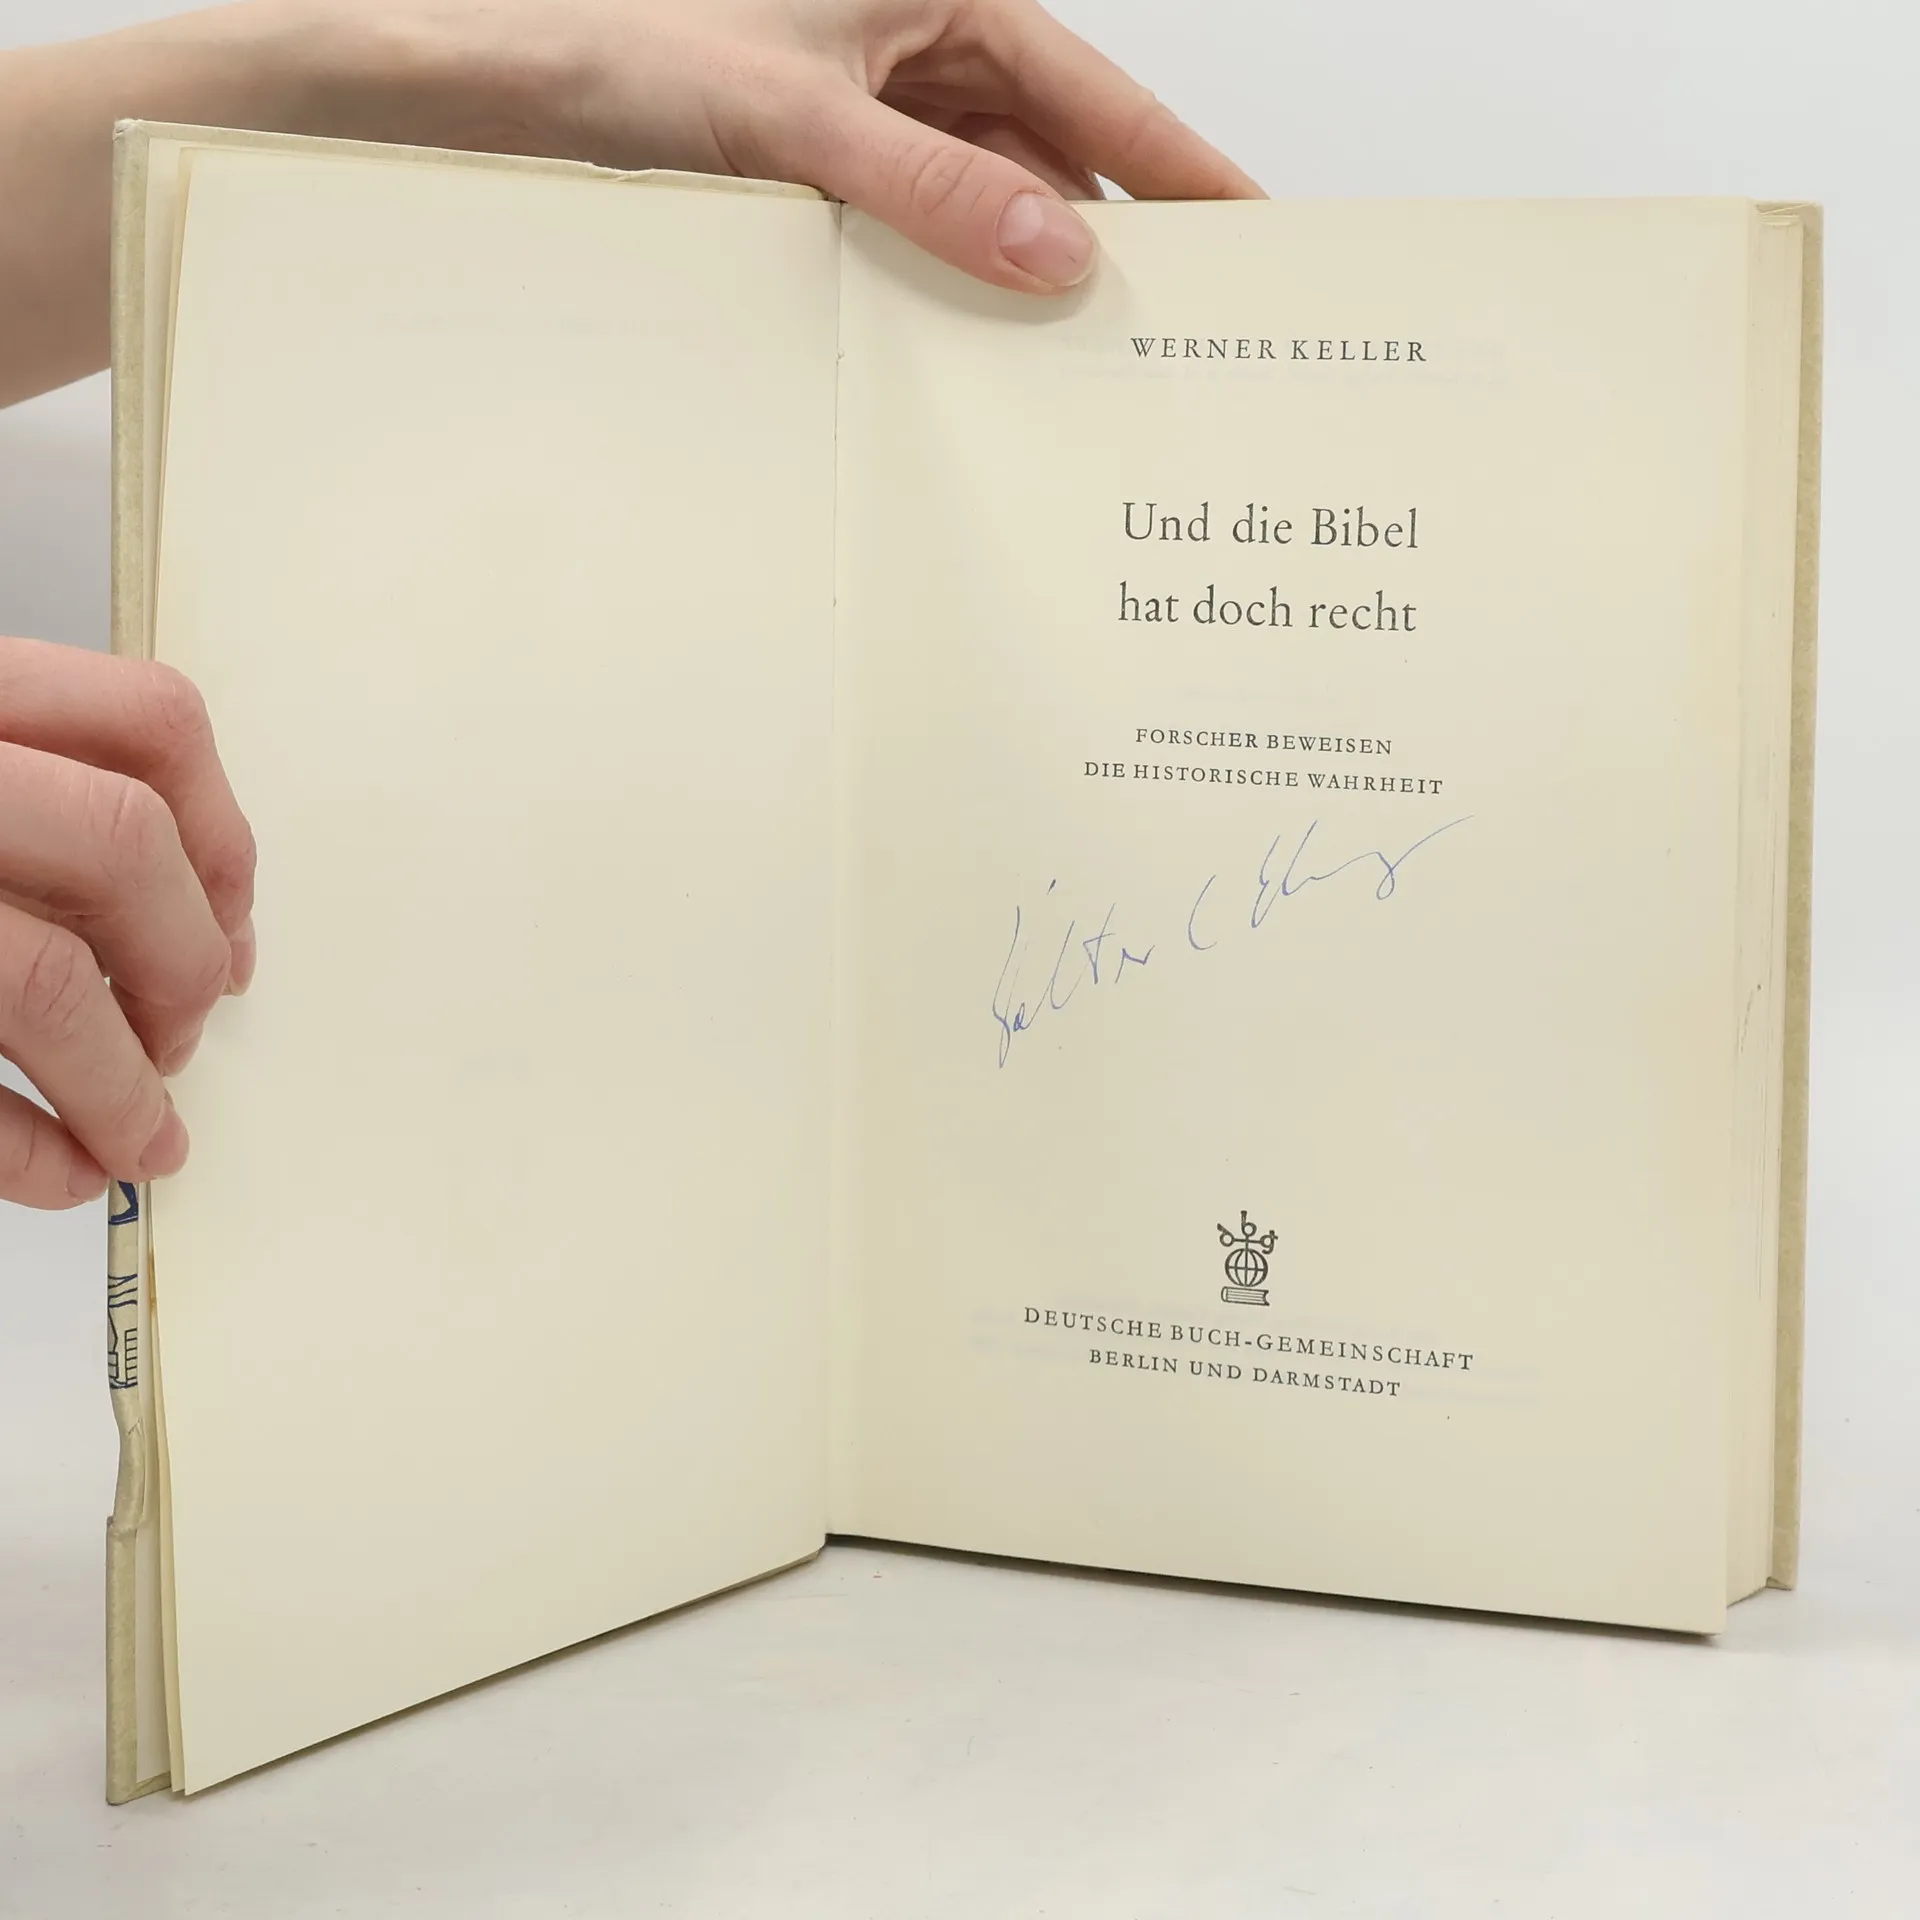 WERNER KELLER
Und die Bibel
hat doch recht
FORSCHER BEWEISEN
DIE HISTORISCHE WAHRHEIT
dbg
DEUTSCHE BUCH-GEMEINSCHAFT
BERLIN UND DARMSTADT